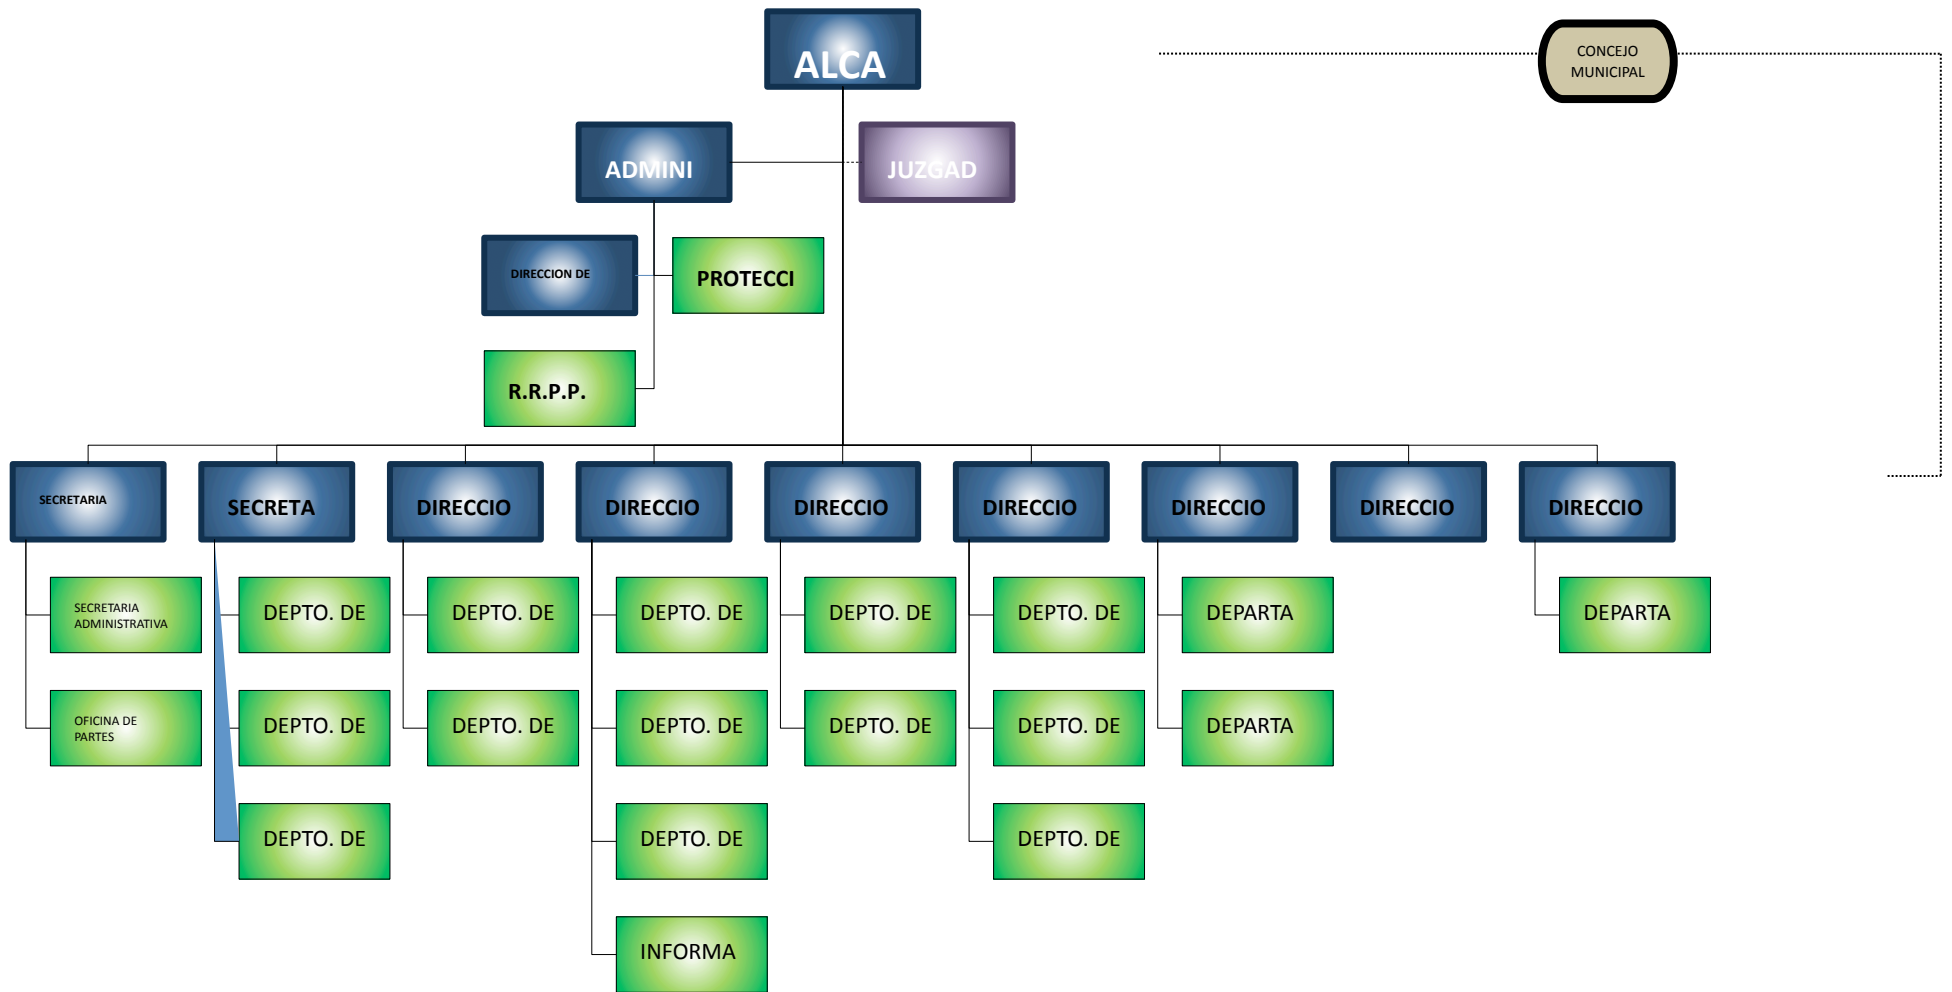 ALCA
CONCEJO
MUNICIPAL
ADMINI
JUZGAD
DIRECCION DE
PROTECCI
R.R.P.P.
SECRETARIA
SECRETA
DIRECCIO
DIRECCIO
DIRECCIO
DIRECCIO
DIRECCIO
DIRECCIO
DIRECCIO
SECRETARIA
ADMINISTRATIVA
DEPTO. DE
DEPTO. DE
DEPTO. DE
DEPTO. DE
DEPTO. DE
DEPARTA
DEPARTA
OFICINA DE
PARTES
DEPTO. DE
DEPTO. DE
DEPTO. DE
DEPTO. DE
DEPTO. DE
DEPARTA
DEPTO. DE
DEPTO. DE
DEPTO. DE
INFORMA